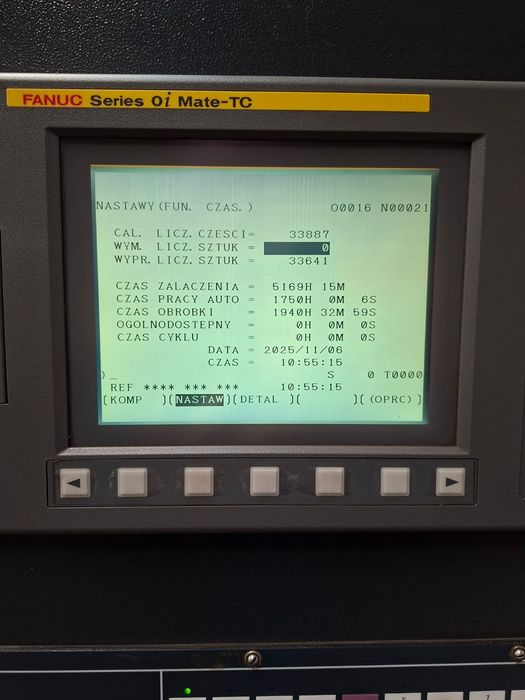 FANUC Series 0i Mate-TC
NASTAWY (FUN. CZAS.) O0016 N00021
CAL. LICZ. CZESCI = 33887
WYM. LICZ. SZTUK = 0
WYPR. LICZ. SZTUK = 33641
CZAS ZALACZENIA = 5169H 15M
CZAS PRACY AUTO = 1750H 0M 6S
CZAS OBROBKI = 1940H 32M 59S
OGOLNODOSTEPNY = 0H 0M 0S
CZAS CYKLU = 0H 0M 0S
DATA = 2025/11/06
CZAS = 10:55:15
)_ S 0 T0000
REF **** *** *** 10:55:15
(KOMP )(NASTAW)(DETAL )( )( (OPRC) )